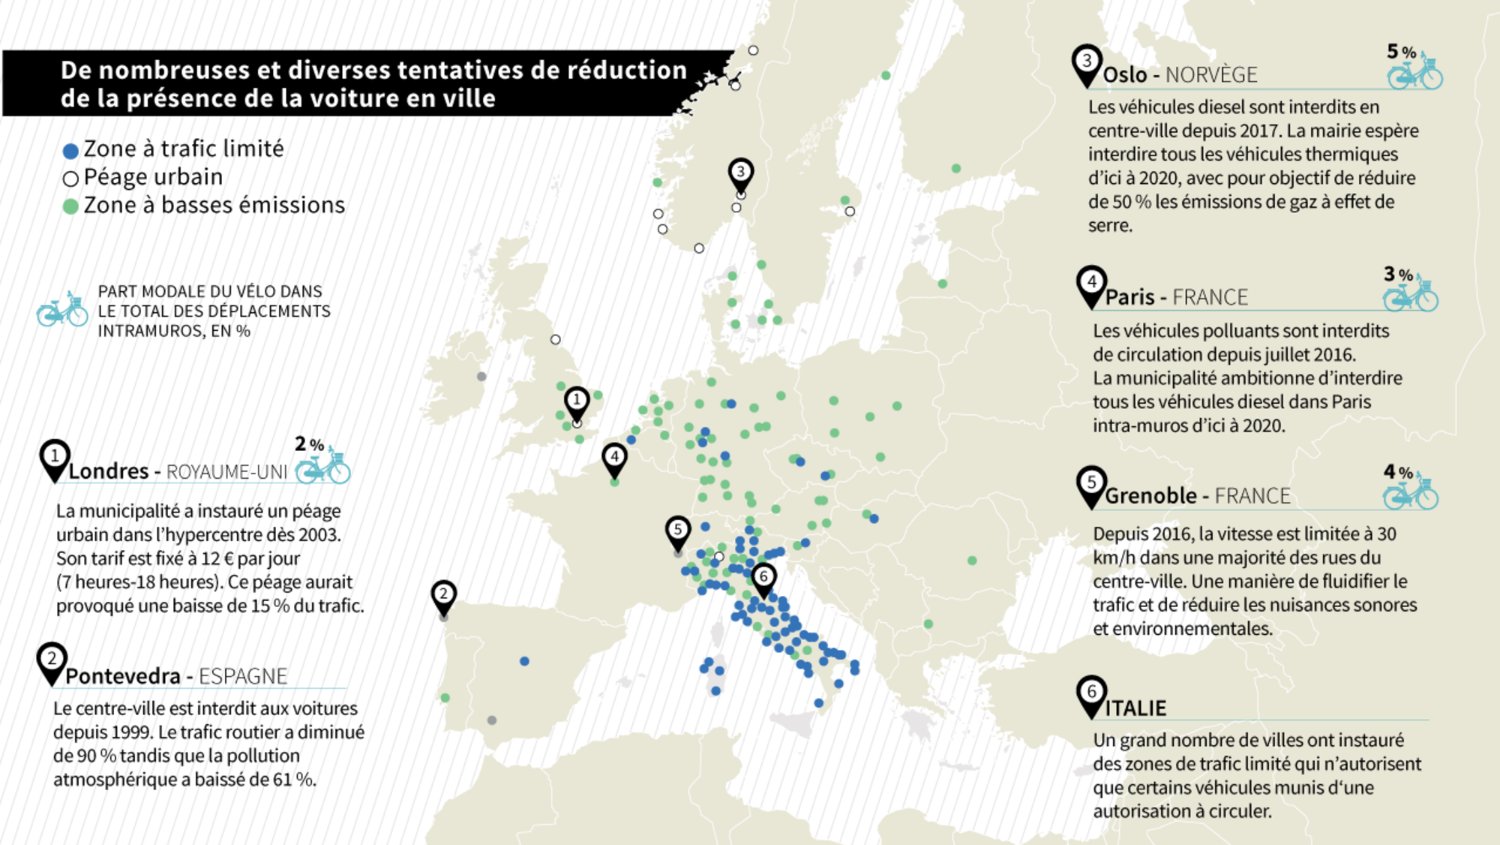 De nombreuses et diverses tentatives de réduction
de la présence de la voiture en ville
Zone à trafic limité
Péage urbain
Zone à basses émissions
PART MODALE DU VÉLO DANS
LE TOTAL DES DÉPLACEMENTS
INTRAMUROS, EN %
1
2 %
Londres - ROYAUME-UNI
La municipalité a instauré un péage
urbain dans l'hypercentre dès 2003.
Son tarif est fixé à 12 € par jour
(7 heures-18 heures). Ce péage aurait
provoqué une baisse de 15 % du trafic.
2
Pontevedra - ESPAGNE
Le centre-ville est interdit aux voitures
depuis 1999. Le trafic routier a diminué
de 90 % tandis que la pollution
atmosphérique a baissé de 61 %.
3
1
4
5
6
2
3
5 %
Oslo - NORVÈGE
Les véhicules diesel sont interdits en
centre-ville depuis 2017. La mairie espère
interdire tous les véhicules thermiques
d'ici à 2020, avec pour objectif de réduire
de 50 % les émissions de gaz à effet de
serre.
4
3 %
Paris - FRANCE
Les véhicules polluants sont interdits
de circulation depuis juillet 2016.
La municipalité ambitionne d'interdire
tous les véhicules diesel dans Paris
intra-muros d'ici à 2020.
5
4 %
Grenoble - FRANCE
Depuis 2016, la vitesse est limitée à 30
km/h dans une majorité des rues du
centre-ville. Une manière de fluidifier le
trafic et de réduire les nuisances sonores
et environnementales.
6
ITALIE
Un grand nombre de villes ont instauré
des zones de trafic limité qui n'autorisent
que certains véhicules munis d'une
autorisation à circuler.